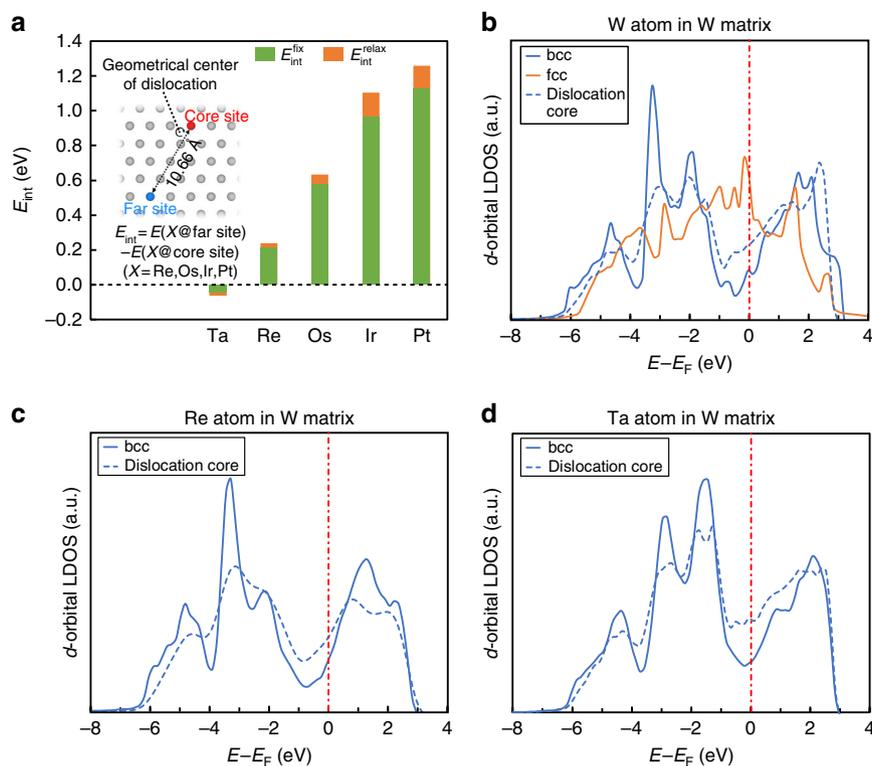 a
1.4
1.2
1.0
0.8
0.6
0.4
0.2
0.0
−0.2
E_int (eV)
E_int^fix
E_int^relax
Geometrical center
of dislocation
Core site
10.66 Å
Far site
E_int = E(X@far site)
−E(X@core site)
(X = Re,Os,Ir,Pt)
Ta
Re
Os
Ir
Pt
b
W atom in W matrix
bcc
fcc
Dislocation
core
d-orbital LDOS (a.u.)
−8
−6
−4
−2
0
2
4
E−E_F (eV)
c
Re atom in W matrix
bcc
Dislocation core
d-orbital LDOS (a.u.)
−8
−6
−4
−2
0
2
4
E−E_F (eV)
d
Ta atom in W matrix
bcc
Dislocation core
d-orbital LDOS (a.u.)
−8
−6
−4
−2
0
2
4
E−E_F (eV)